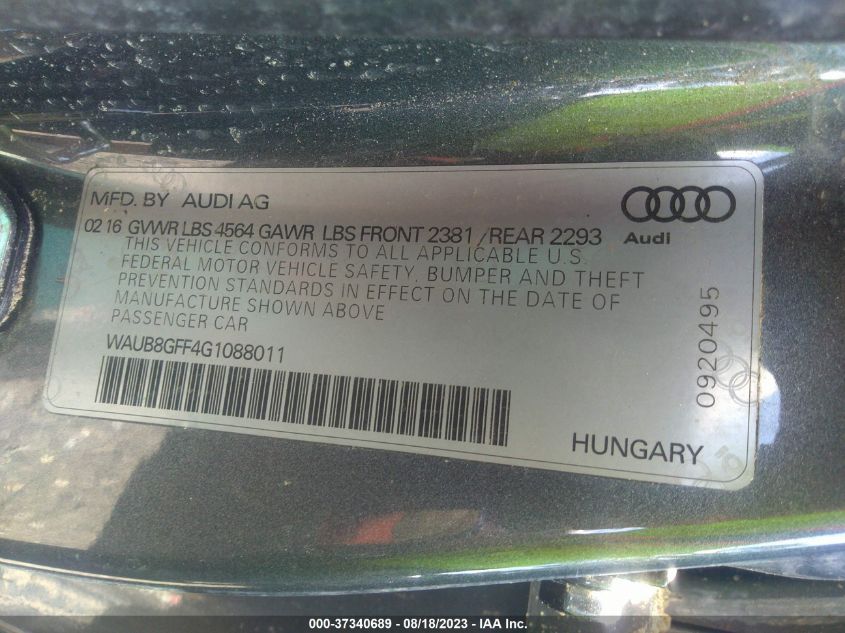 MFD. BY AUDI AG
02 16 GVWR LBS 4564 GAWR LBS FRONT 2381 /REAR 2293
THIS VEHICLE CONFORMS TO ALL APPLICABLE U.S.
FEDERAL MOTOR VEHICLE SAFETY, BUMPER AND THEFT
PREVENTION STANDARDS IN EFFECT ON THE DATE OF
MANUFACTURE SHOWN ABOVE
PASSENGER CAR
WAUB8GFF4G1088011
Audi
0920495
HUNGARY
000-37340689 - 08/18/2023 - IAA Inc.